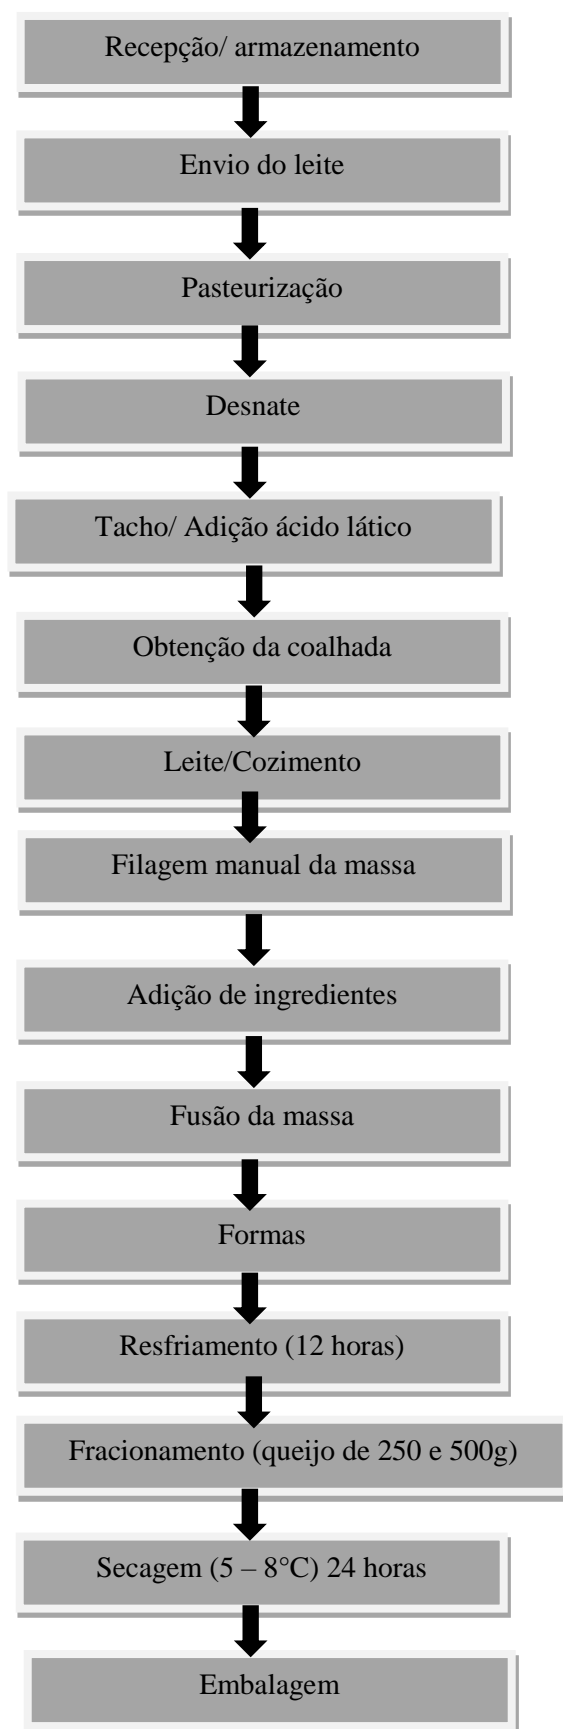 Recepção/ armazenamento
Envio do leite
Pasteurização
Desnate
Tacho/ Adição ácido lático
Obtenção da coalhada
Leite/Cozimento
Filagem manual da massa
Adição de ingredientes
Fusão da massa
Formas
Resfriamento (12 horas)
Fracionamento (queijo de 250 e 500g)
Secagem (5 – 8°C) 24 horas
Embalagem